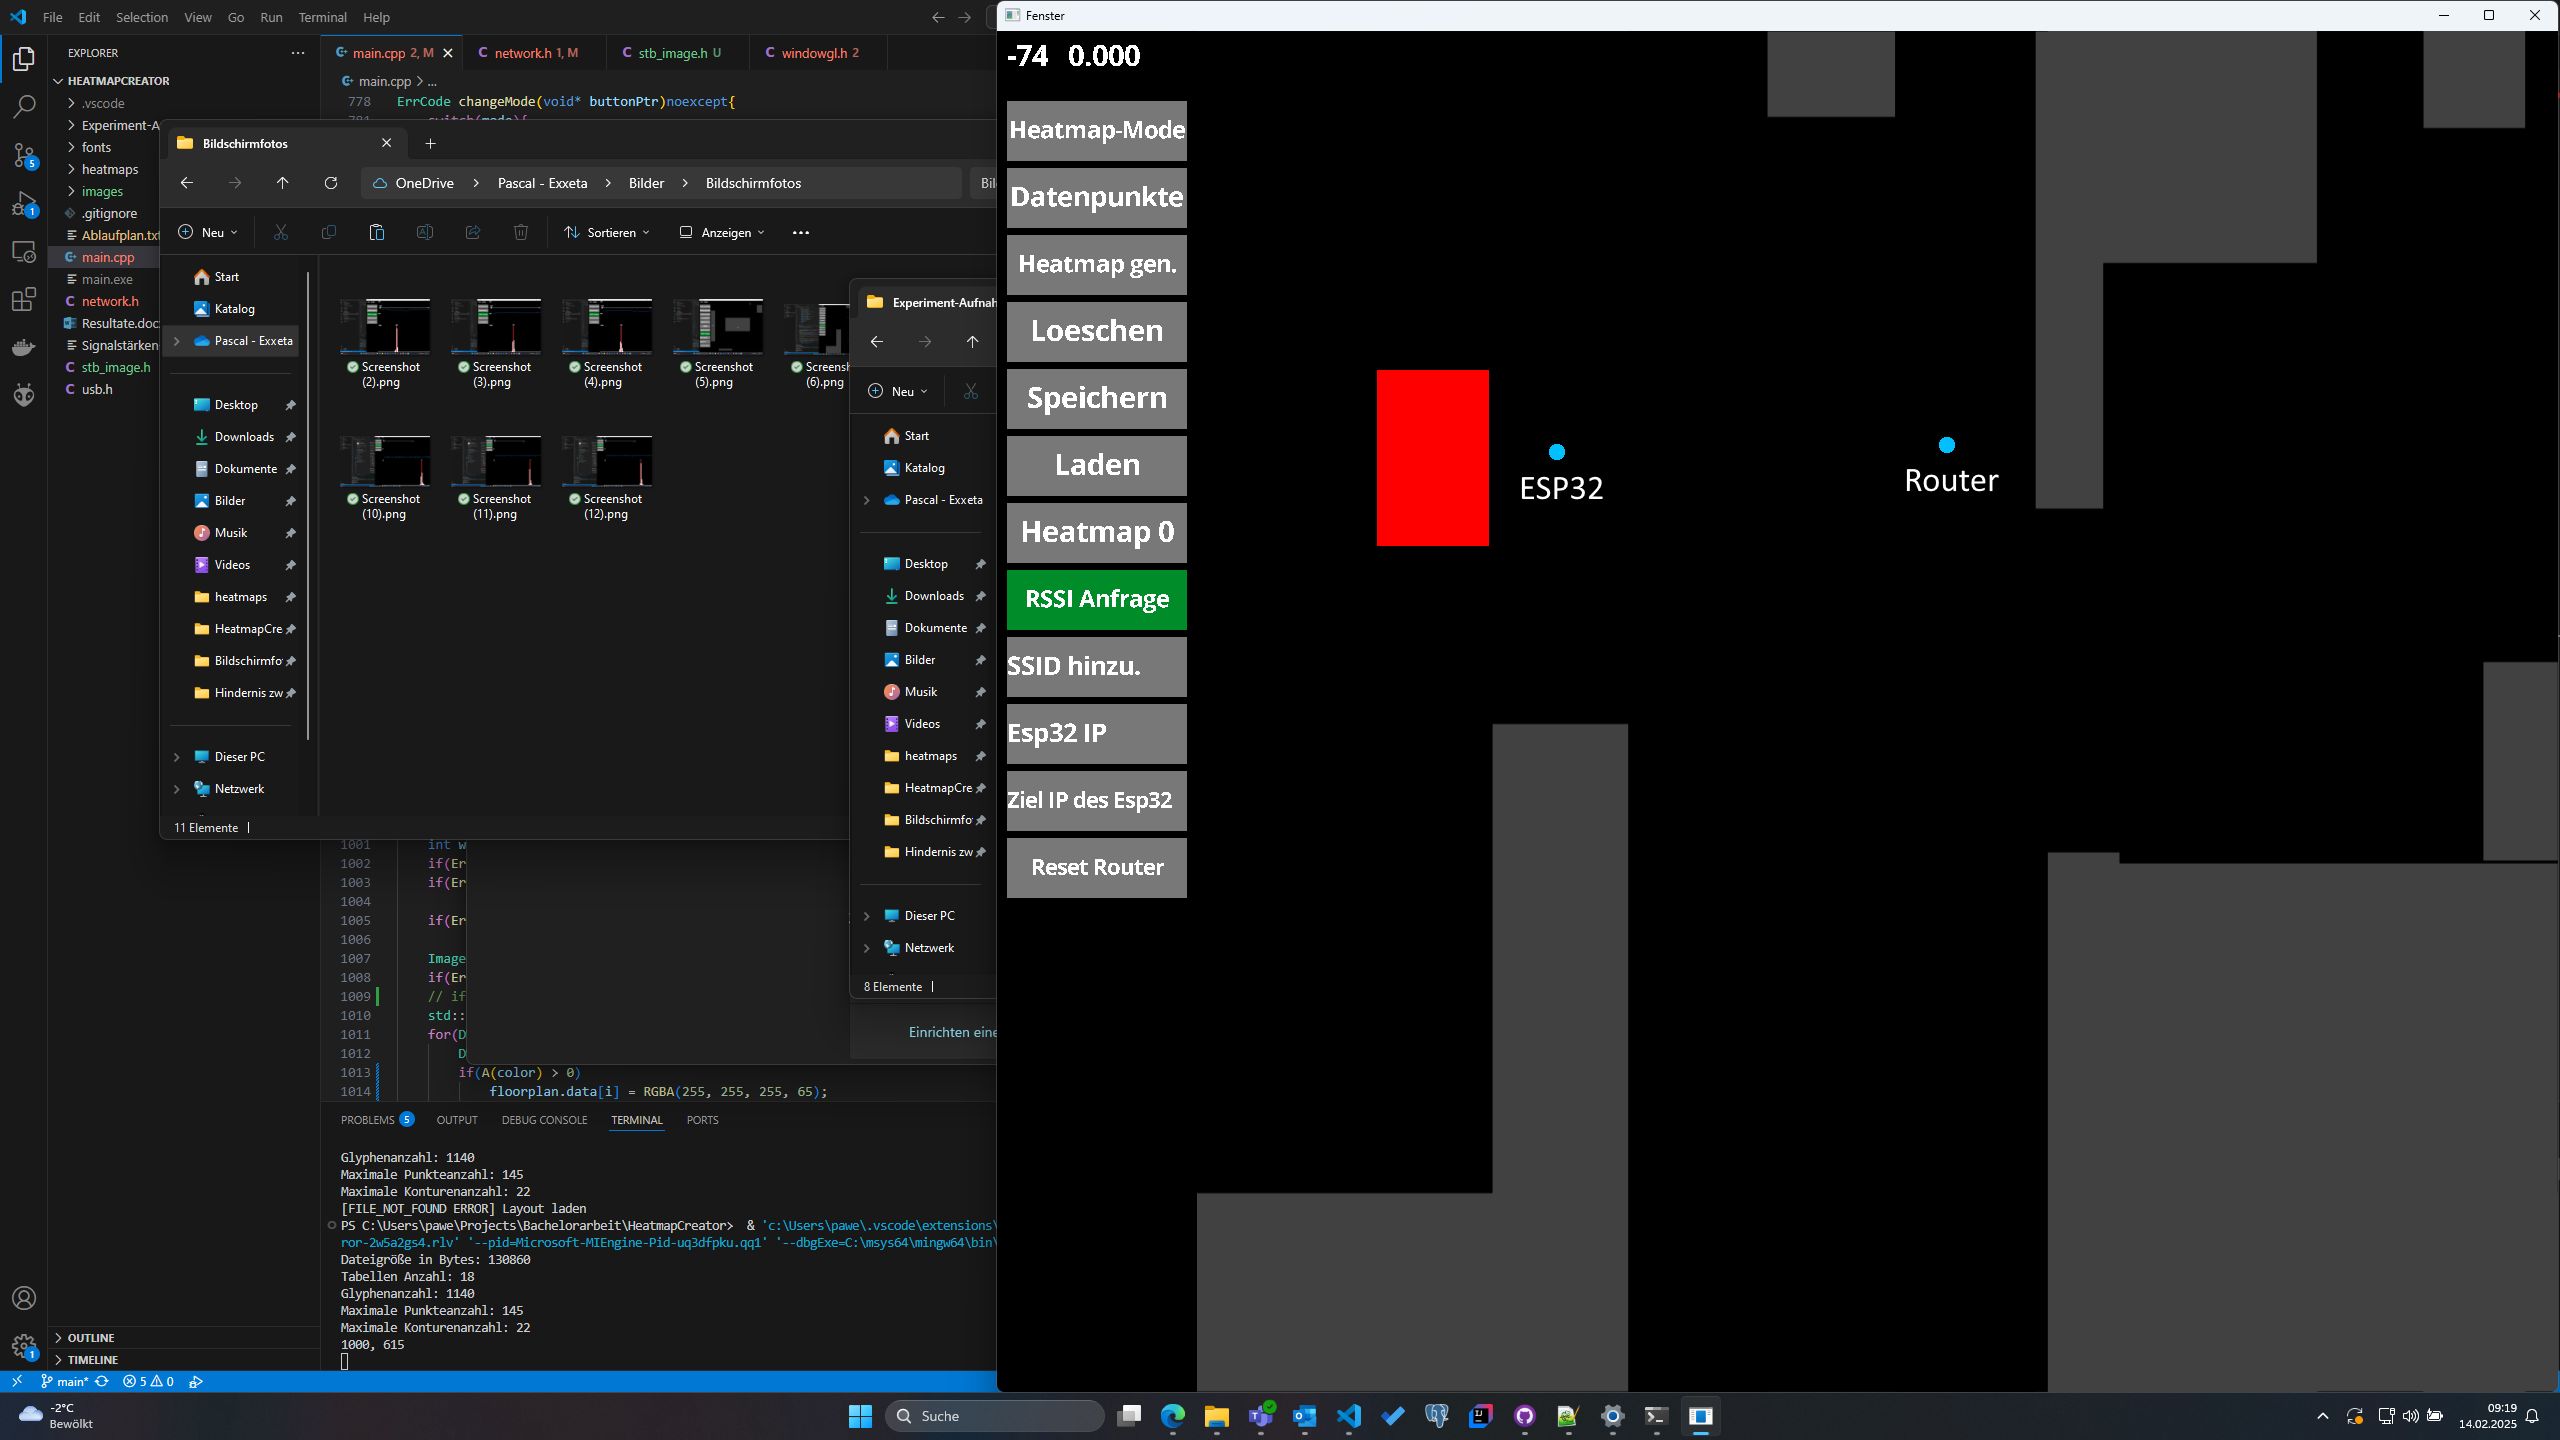 File Edit Selection View Go Run Terminal Help
EXPLORER
HEATMAPCREATOR
.vscode
Experiment-A
fonts
heatmaps
images
.gitignore
Ablaufplan.txt
main.cpp
main.exe
network.h
Resultate.doc
Signalstärken
stb_image.h
usb.h
OUTLINE
TIMELINE
main.cpp 2, M
network.h 1, M
stb_image.h U
windowgl.h 2
main.cpp > ...
778 ErrCode changeMode(void* buttonPtr)noexcept{
781 switch(mode){
Bildschirmfotos
OneDrive > Pascal - Exxeta > Bilder > Bildschirmfotos
Neu
Sortieren
Anzeigen
Start
Katalog
Pascal - Exxeta
Desktop
Downloads
Dokumente
Bilder
Musik
Videos
heatmaps
HeatmapCre
Bildschirmfo
Hindernis zw
Dieser PC
Netzwerk
Screenshot (2).png
Screenshot (3).png
Screenshot (4).png
Screenshot (5).png
Screensh (6).png
Screenshot (10).png
Screenshot (11).png
Screenshot (12).png
11 Elemente
Experiment-Aufnah
Neu
Start
Katalog
Pascal - Exxeta
Desktop
Downloads
Dokumente
Bilder
Musik
Videos
heatmaps
HeatmapCre
Bildschirmfo
Hindernis zw
Dieser PC
Netzwerk
8 Elemente
Einrichten eine
1001 int w
1002 if(Er
1003 if(Er
1004
1005 if(Er
1006
1007 Image
1008 if(Er
1009 // if
1010 std::
1011 for(D
1012 D
1013 if(A(color) > 0)
1014 floorplan.data[i] = RGBA(255, 255, 255, 65);
PROBLEMS 5 OUTPUT DEBUG CONSOLE TERMINAL PORTS
Glyphenanzahl: 1140
Maximale Punkteanzahl: 145
Maximale Konturenanzahl: 22
[FILE_NOT_FOUND ERROR] Layout laden
PS C:\Users\pawe\Projects\Bachelorarbeit\HeatmapCreator> & 'c:\Users\pawe\.vscode\extensions\
ror-2w5a2gs4.rlv' '--pid=Microsoft-MIEngine-Pid-uq3dfpku.qq1' '--dbgExe=C:\msys64\mingw64\bin\
Dateigröße in Bytes: 130860
Tabellen Anzahl: 18
Glyphenanzahl: 1140
Maximale Punkteanzahl: 145
Maximale Konturenanzahl: 22
1000, 615
main* 5 0
Fenster
-74 0.000
Heatmap-Mode
Datenpunkte
Heatmap gen.
Loeschen
Speichern
Laden
Heatmap 0
RSSI Anfrage
SSID hinzu.
Esp32 IP
Ziel IP des Esp32
Reset Router
ESP32
Router
-2°C
Bewölkt
Suche
09:19
14.02.2025